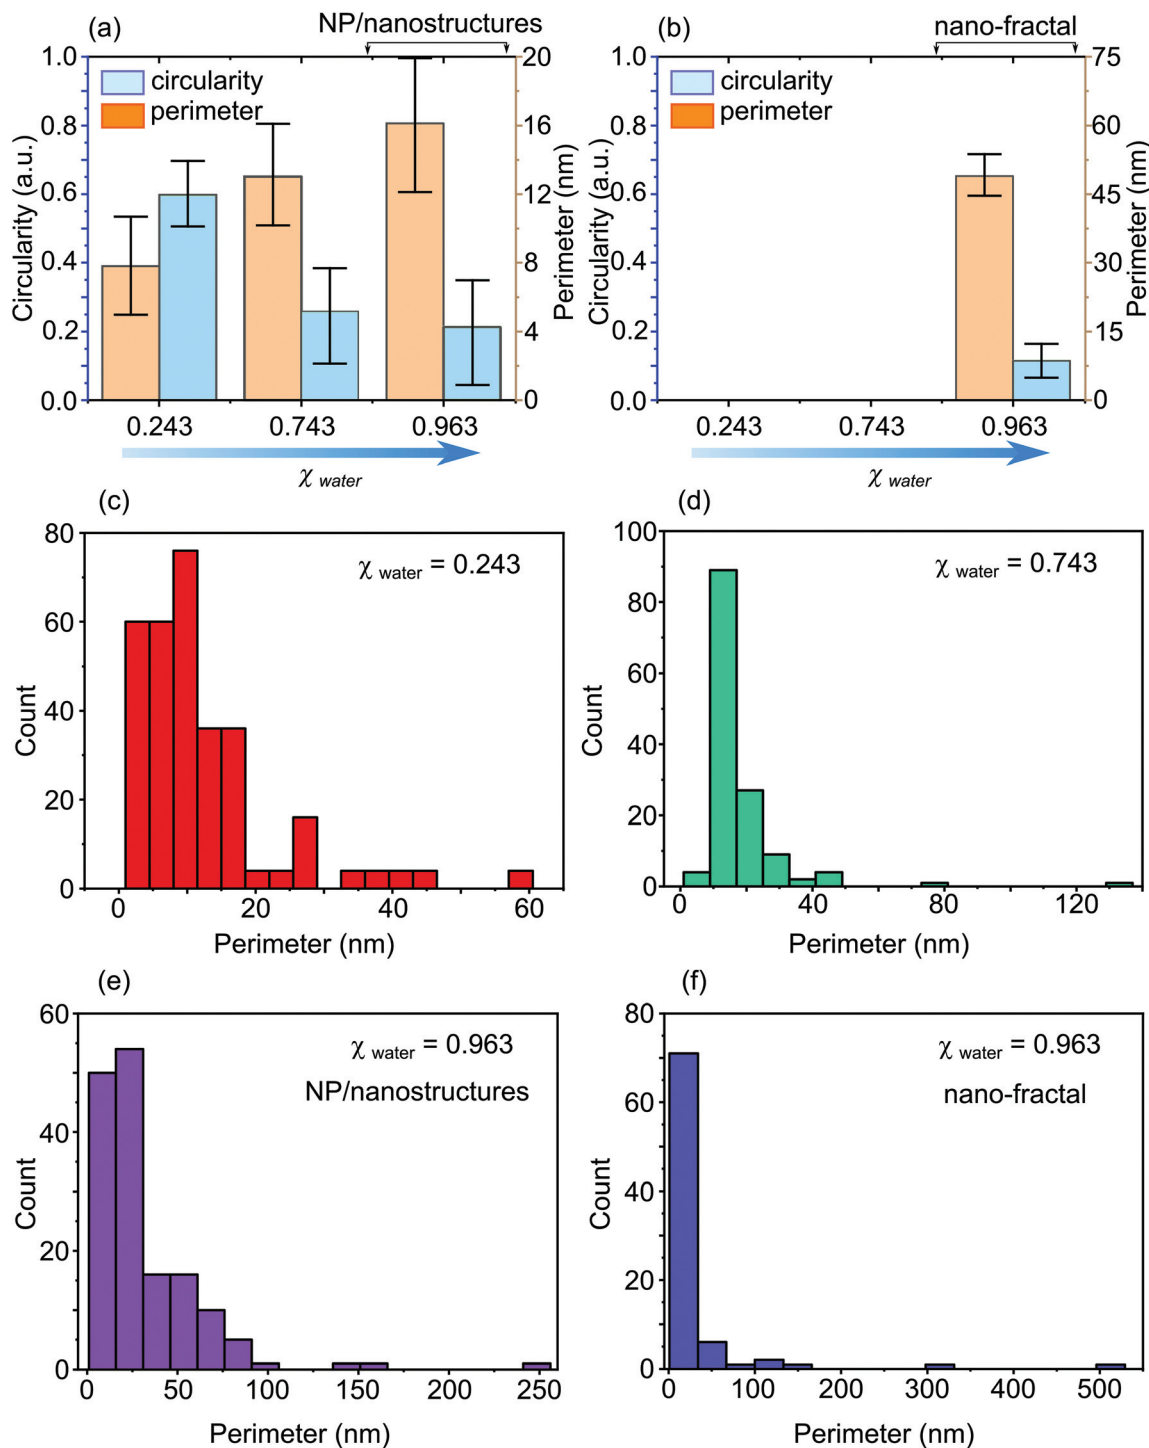 (a)
NP/nanostructures
circularity
perimeter
Circularity (a.u.)
1.0
0.8
0.6
0.4
0.2
0.0
Perimeter (nm)
20
16
12
8
4
0
0.243 0.743 0.963
χ water
(b)
nano-fractal
circularity
perimeter
Circularity (a.u.)
1.0
0.8
0.6
0.4
0.2
0.0
Perimeter (nm)
75
60
45
30
15
0
0.243 0.743 0.963
χ water
(c)
χ water = 0.243
Count
80
60
40
20
0
0 20 40 60
Perimeter (nm)
(d)
χ water = 0.743
Count
100
80
60
40
20
0
0 40 80 120
Perimeter (nm)
(e)
χ water = 0.963
NP/nanostructures
Count
60
40
20
0
0 50 100 150 200 250
Perimeter (nm)
(f)
χ water = 0.963
nano-fractal
Count
80
60
40
20
0
0 100 200 300 400 500
Perimeter (nm)